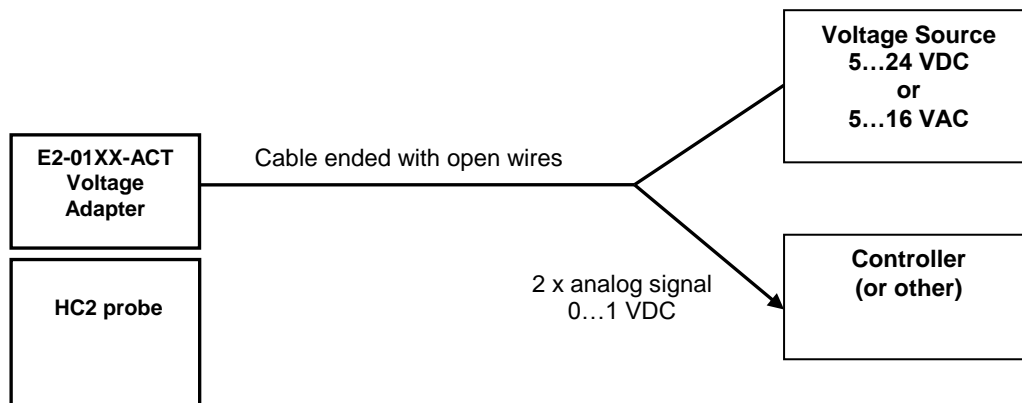 Voltage Source
5…24 VDC
or
5…16 VAC
E2-01XX-ACT
Voltage
Adapter
Cable ended with open wires
HC2 probe
2 x analog signal
0…1 VDC
Controller
(or other)